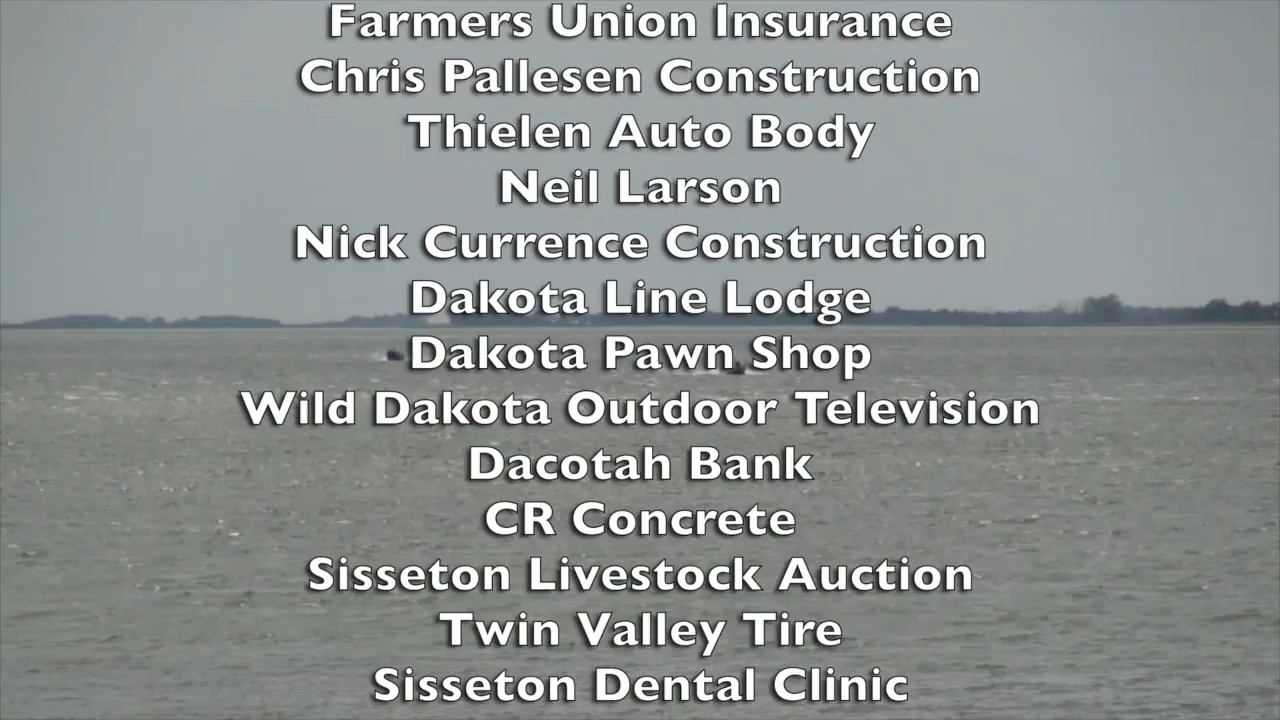 Farmers Union Insurance
Chris Pallesen Construction
Thielen Auto Body
Neil Larson
Nick Currence Construction
Dakota Line Lodge
Dakota Pawn Shop
Wild Dakota Outdoor Television
Dacotah Bank
CR Concrete
Sisseton Livestock Auction
Twin Valley Tire
Sisseton Dental Clinic